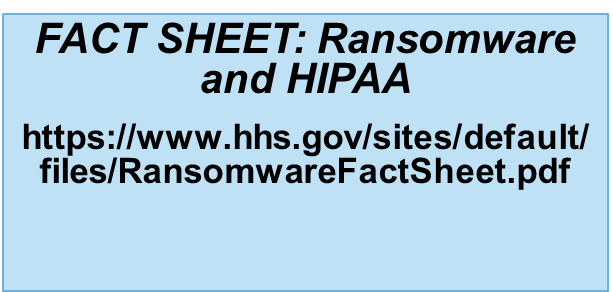 FACT SHEET: Ransomware
and HIPAA
https://www.hhs.gov/sites/default/
files/RansomwareFactSheet.pdf